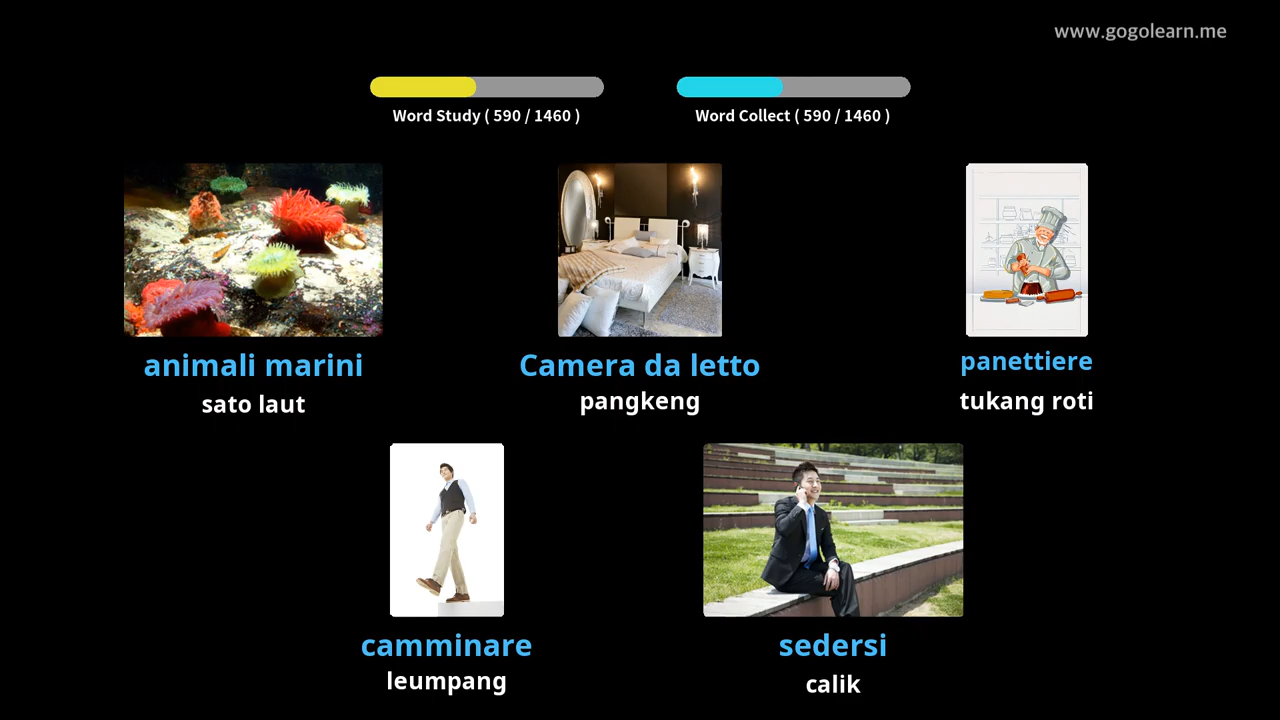 www.gogolearn.me
Word Study ( 590 / 1460 )
Word Collect ( 590 / 1460 )
animali marini
sato laut
Camera da letto
pangkeng
panettiere
tukang roti
camminare
leumpang
sedersi
calik